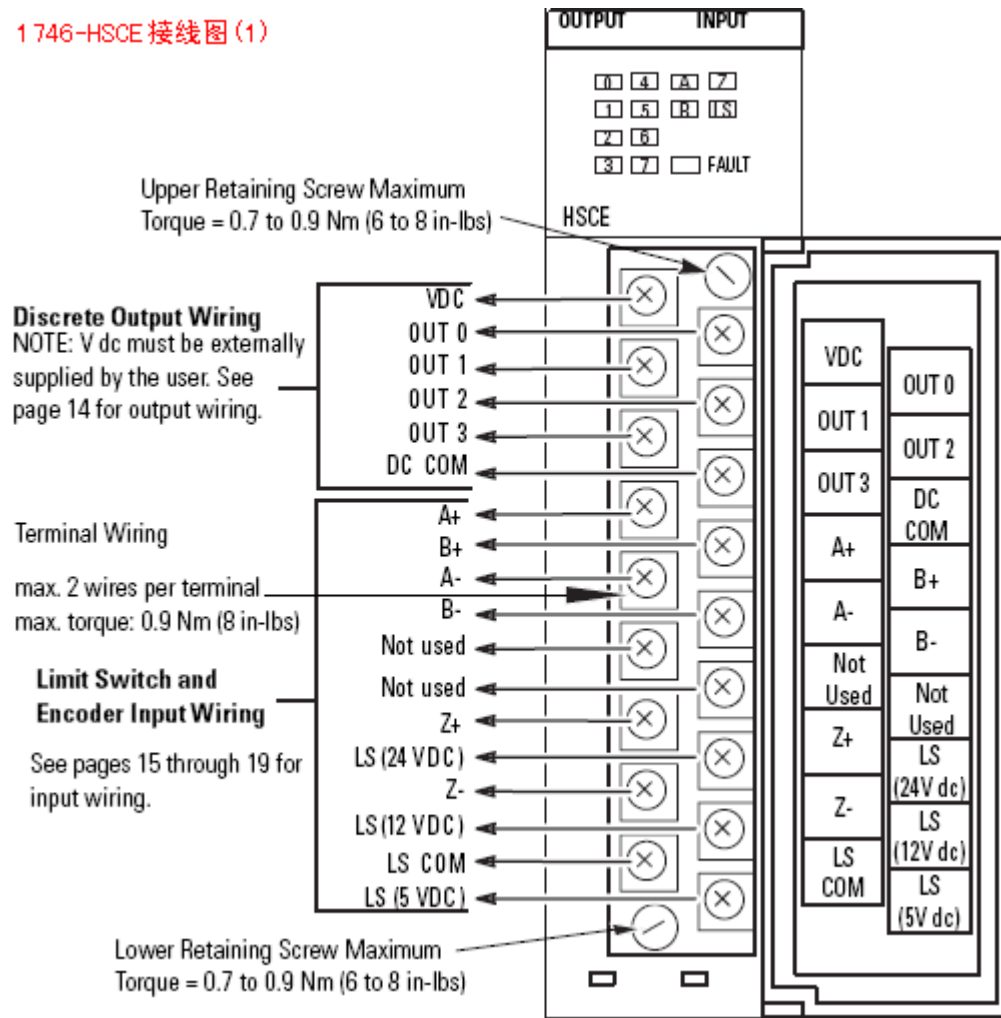 1746-HSCE接线图(1)
OUTPUT INPUT
0 4 A Z
1 5 B LS
2 6
3 7 FAULT
HSCE
Upper Retaining Screw Maximum
Torque = 0.7 to 0.9 Nm (6 to 8 in-lbs)
Discrete Output Wiring
NOTE: V dc must be externally
supplied by the user. See
page 14 for output wiring.
VDC
OUT 0
OUT 1
OUT 2
OUT 3
DC COM
Terminal Wiring
max. 2 wires per terminal
max. torque: 0.9 Nm (8 in-lbs)
Limit Switch and
Encoder Input Wiring
See pages 15 through 19 for
input wiring.
A+
B+
A-
B-
Not used
Not used
Z+
LS (24 VDC)
Z-
LS (12 VDC)
LS COM
LS (5 VDC)
Lower Retaining Screw Maximum
Torque = 0.7 to 0.9 Nm (6 to 8 in-lbs)
VDC
OUT 1
OUT 3
A+
A-
Not
Used
Z+
Z-
LS
COM
OUT 0
OUT 2
DC
COM
B+
B-
Not
Used
LS
(24V dc)
LS
(12V dc)
LS
(5V dc)